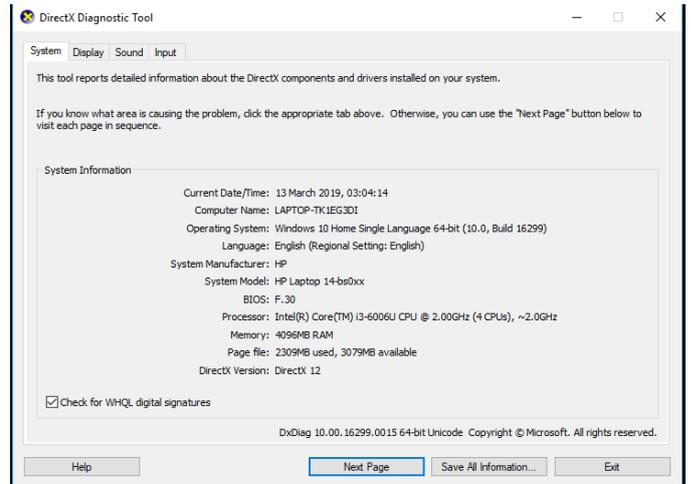 DirectX Diagnostic Tool
System Display Sound Input
This tool reports detailed information about the DirectX components and drivers installed on your system.
If you know what area is causing the problem, click the appropriate tab above. Otherwise, you can use the "Next Page" button below to
visit each page in sequence.
System Information
Current Date/Time: 13 March 2019, 03:04:14
Computer Name: LAPTOP-TK1EG3DI
Operating System: Windows 10 Home Single Language 64-bit (10.0, Build 16299)
Language: English (Regional Setting: English)
System Manufacturer: HP
System Model: HP Laptop 14-bs0xx
BIOS: F.30
Processor: Intel(R) Core(TM) i3-6006U CPU @ 2.00GHz (4 CPUs), ~2.0GHz
Memory: 4096MB RAM
Page file: 2309MB used, 3079MB available
DirectX Version: DirectX 12
Check for WHQL digital signatures
DxDiag 10.00.16299.0015 64-bit Unicode Copyright © Microsoft. All rights reserved.
Help Next Page Save All Information... Exit